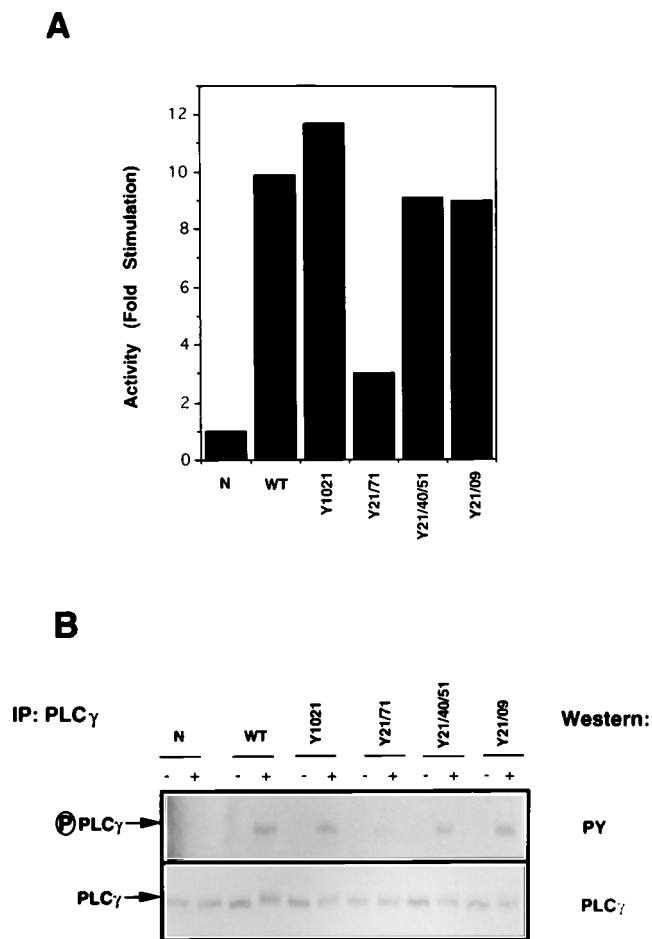 A
Activity (Fold Stimulation)
12
10
8
6
4
2
0
N WT Y1021 Y21/71 Y21/40/51 Y21/09
B
IP: PLCγ
N WT Y1021 Y21/71 Y21/40/51 Y21/09
Western:
- + - + - + - + - + - +
P PLCγ
PY
PLCγ
PLCγ